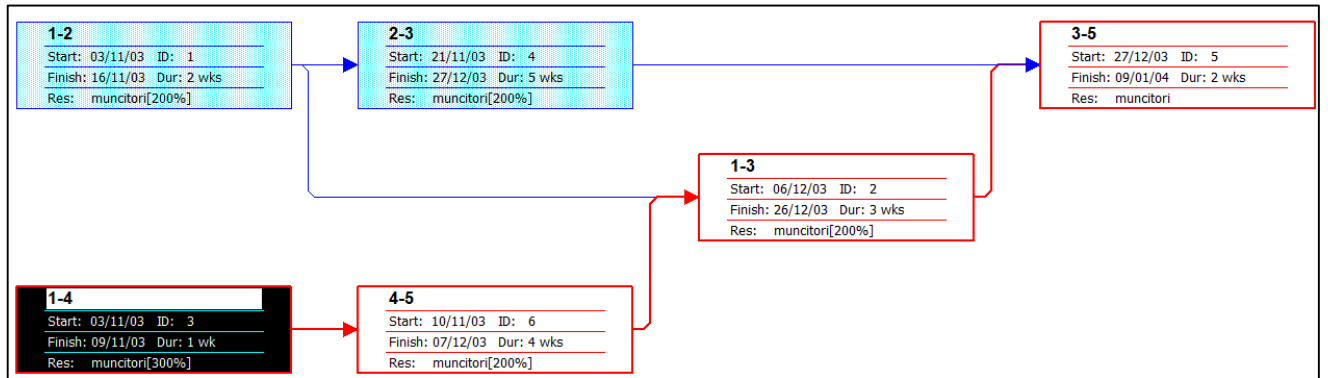 1-2
Start: 03/11/03 ID: 1
Finish: 16/11/03 Dur: 2 wks
Res: muncitori[200%]
2-3
Start: 21/11/03 ID: 4
Finish: 27/12/03 Dur: 5 wks
Res: muncitori[200%]
3-5
Start: 27/12/03 ID: 5
Finish: 09/01/04 Dur: 2 wks
Res: muncitori
1-3
Start: 06/12/03 ID: 2
Finish: 26/12/03 Dur: 3 wks
Res: muncitori[200%]
1-4
Start: 03/11/03 ID: 3
Finish: 09/11/03 Dur: 1 wk
Res: muncitori[300%]
4-5
Start: 10/11/03 ID: 6
Finish: 07/12/03 Dur: 4 wks
Res: muncitori[200%]